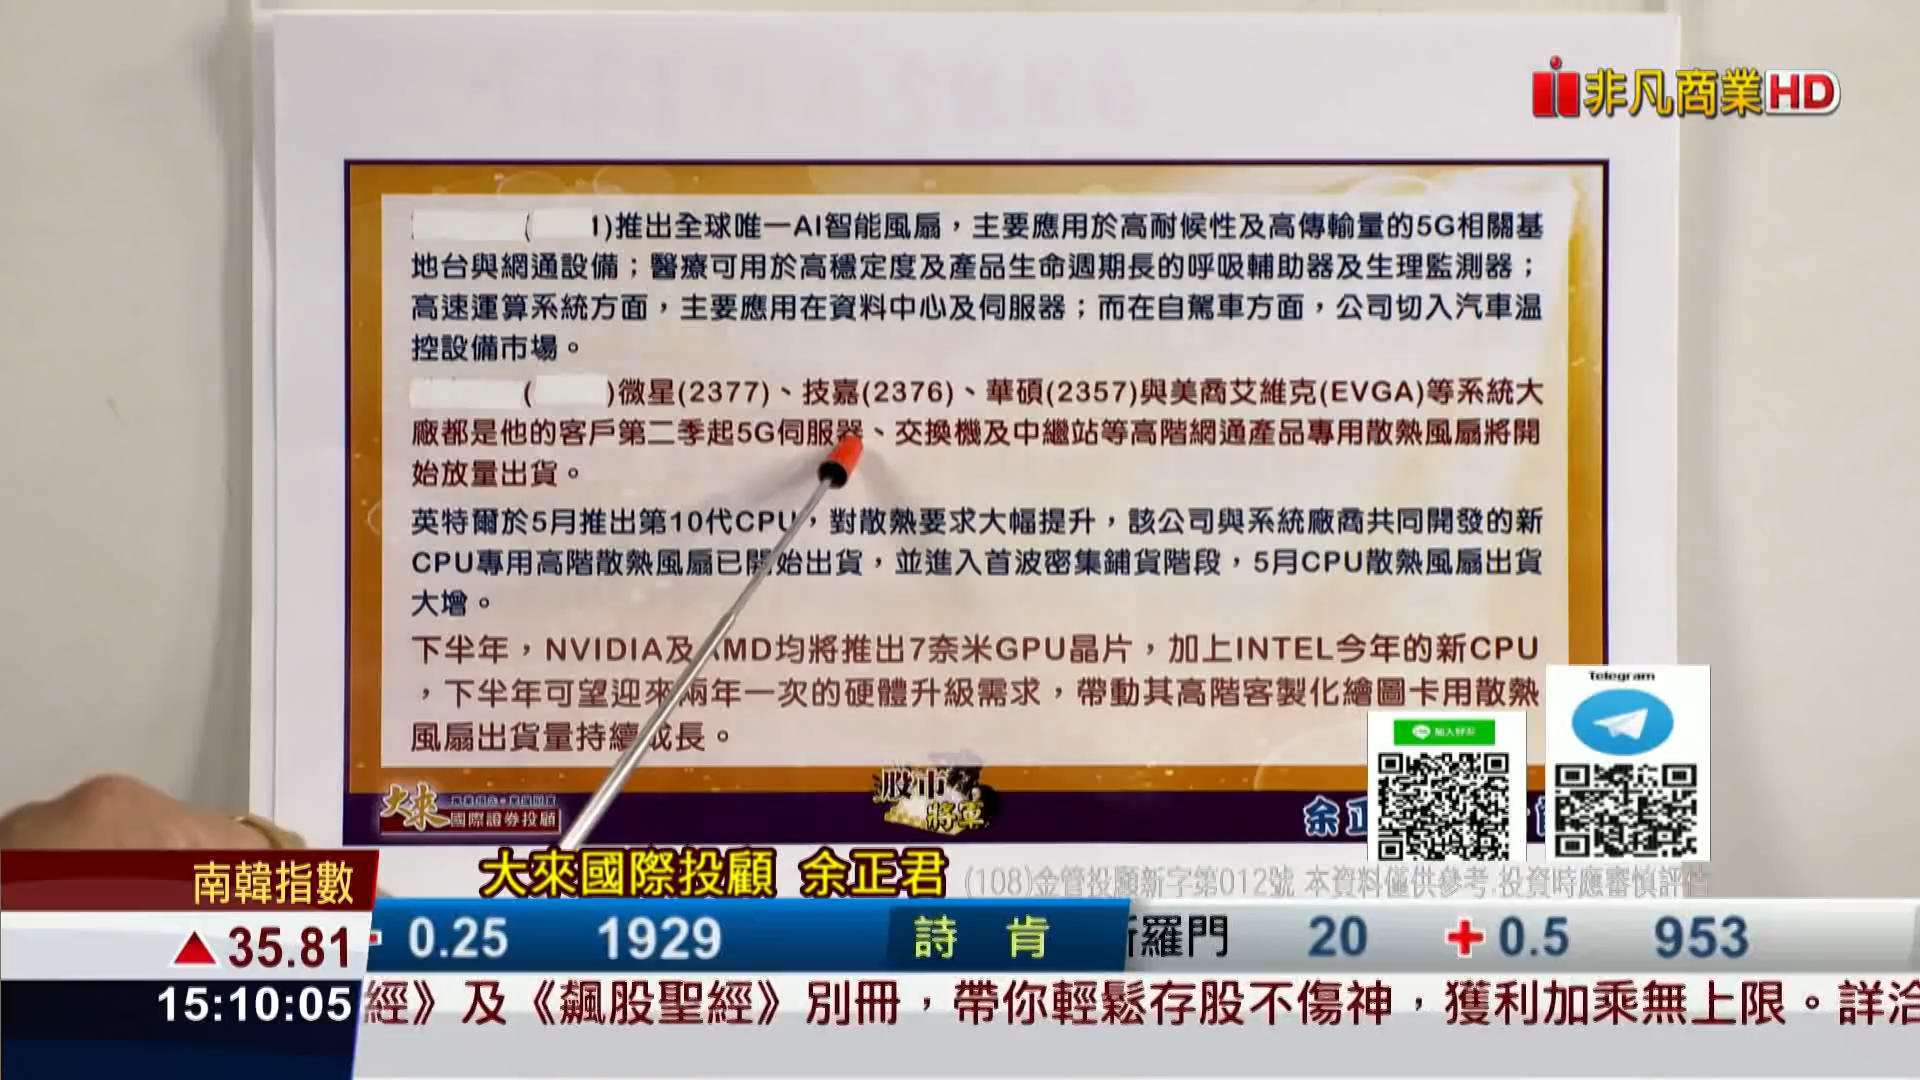 非凡商業HD
( 1)推出全球唯一AI智能風扇，主要應用於高耐候性及高傳輸量的5G相關基
地台與網通設備；醫療可用於高穩定度及產品生命週期長的呼吸輔助器及生理監測器；
高速運算系統方面，主要應用在資料中心及伺服器；而在自駕車方面，公司切入汽車溫
控設備市場。
( )微星(2377)、技嘉(2376)、華碩(2357)與美商艾維克(EVGA)等系統大
廠都是他的客戶第二季起5G伺服器、交換機及中繼站等高階網通產品專用散熱風扇將開
始放量出貨。
英特爾於5月推出第10代CPU，對散熱要求大幅提升，該公司與系統廠商共同開發的新
CPU專用高階散熱風扇已開始出貨，並進入首波密集鋪貨階段，5月CPU散熱風扇出貨
大增。
下半年，NVIDIA及AMD均將推出7奈米GPU晶片，加上INTEL今年的新CPU
，下半年可望迎來兩年一次的硬體升級需求，帶動其高階客製化繪圖卡用散熱
風扇出貨量持續成長。
Telegram
加入好友
大來
國際證券投顧
股市
將軍
余正
大來國際投顧 余正君
(108)金管投顧新字第012號 本資料僅供參考.投資時應審慎評估
南韓指數
▲35.81
0.25 1929 詩肯 羅門 20 +0.5 953
15:10:05
經》及《飆股聖經》別冊，帶你輕鬆存股不傷神，獲利加乘無上限。詳洽